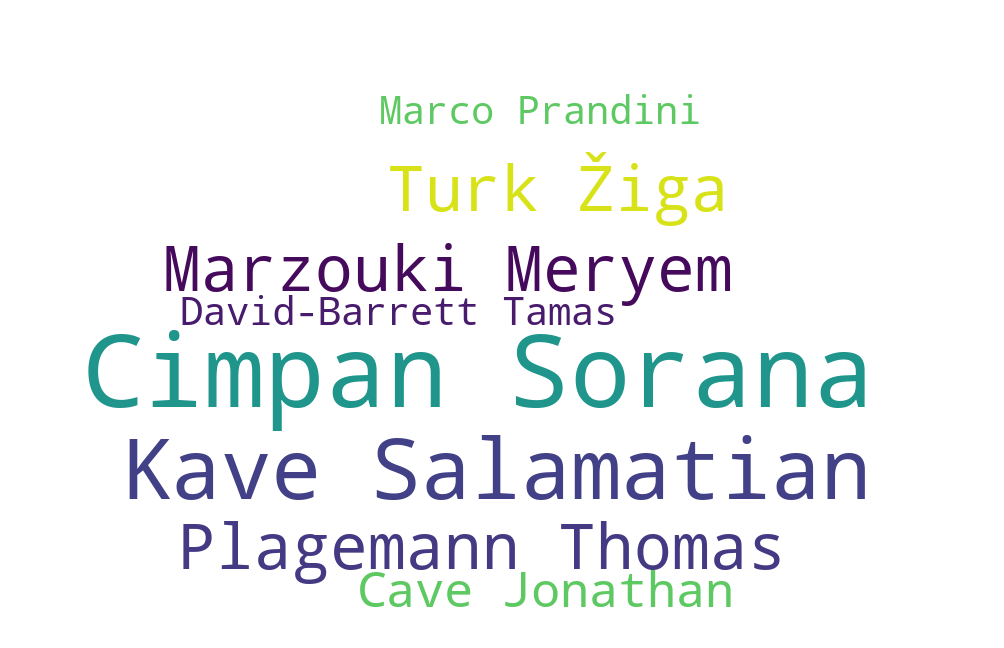 Marco Prandini
Turk Žiga
Marzouki Meryem
David-Barrett Tamas
Cimpan Sorana
Kave Salamatian
Plagemann Thomas
Cave Jonathan